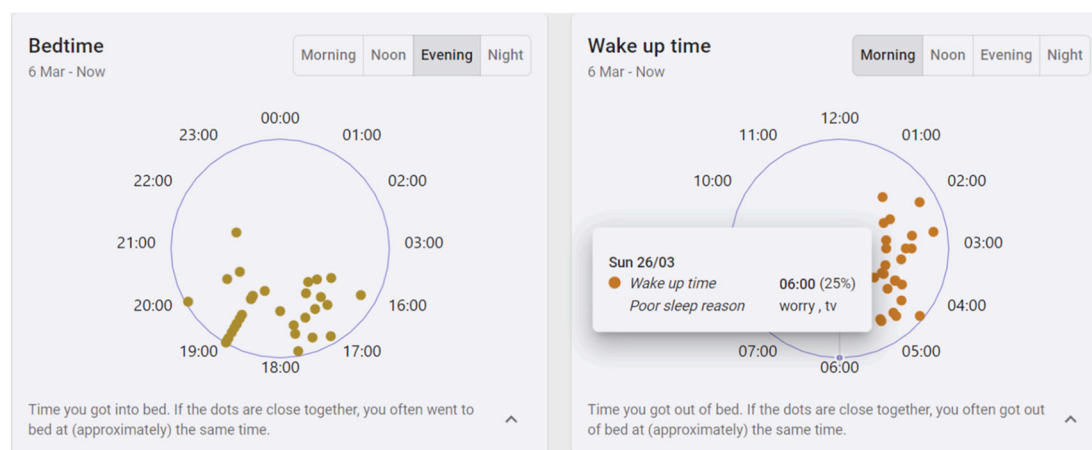 Bedtime
6 Mar - Now
Morning Noon Evening Night
00:00
23:00
01:00
22:00
02:00
21:00
03:00
20:00
16:00
19:00
17:00
18:00
Time you got into bed. If the dots are close together, you often went to
bed at (approximately) the same time.
Wake up time
6 Mar - Now
Morning Noon Evening Night
12:00
11:00
01:00
10:00
02:00
03:00
04:00
07:00
05:00
06:00
Sun 26/03
Wake up time 06:00 (25%)
Poor sleep reason worry , tv
Time you got out of bed. If the dots are close together, you often got out
of bed at (approximately) the same time.